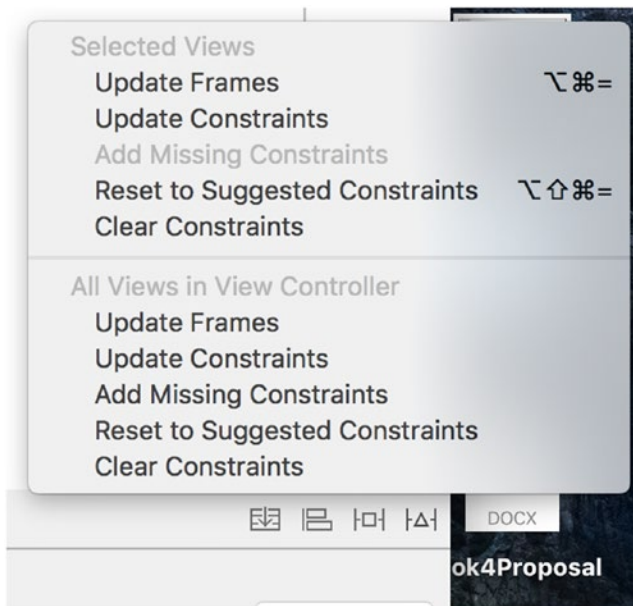 Selected Views
Update Frames ⌥⌘=
Update Constraints
Add Missing Constraints
Reset to Suggested Constraints ⌥⇧⌘=
Clear Constraints
All Views in View Controller
Update Frames
Update Constraints
Add Missing Constraints
Reset to Suggested Constraints
Clear Constraints
DOCX
ok4Proposal